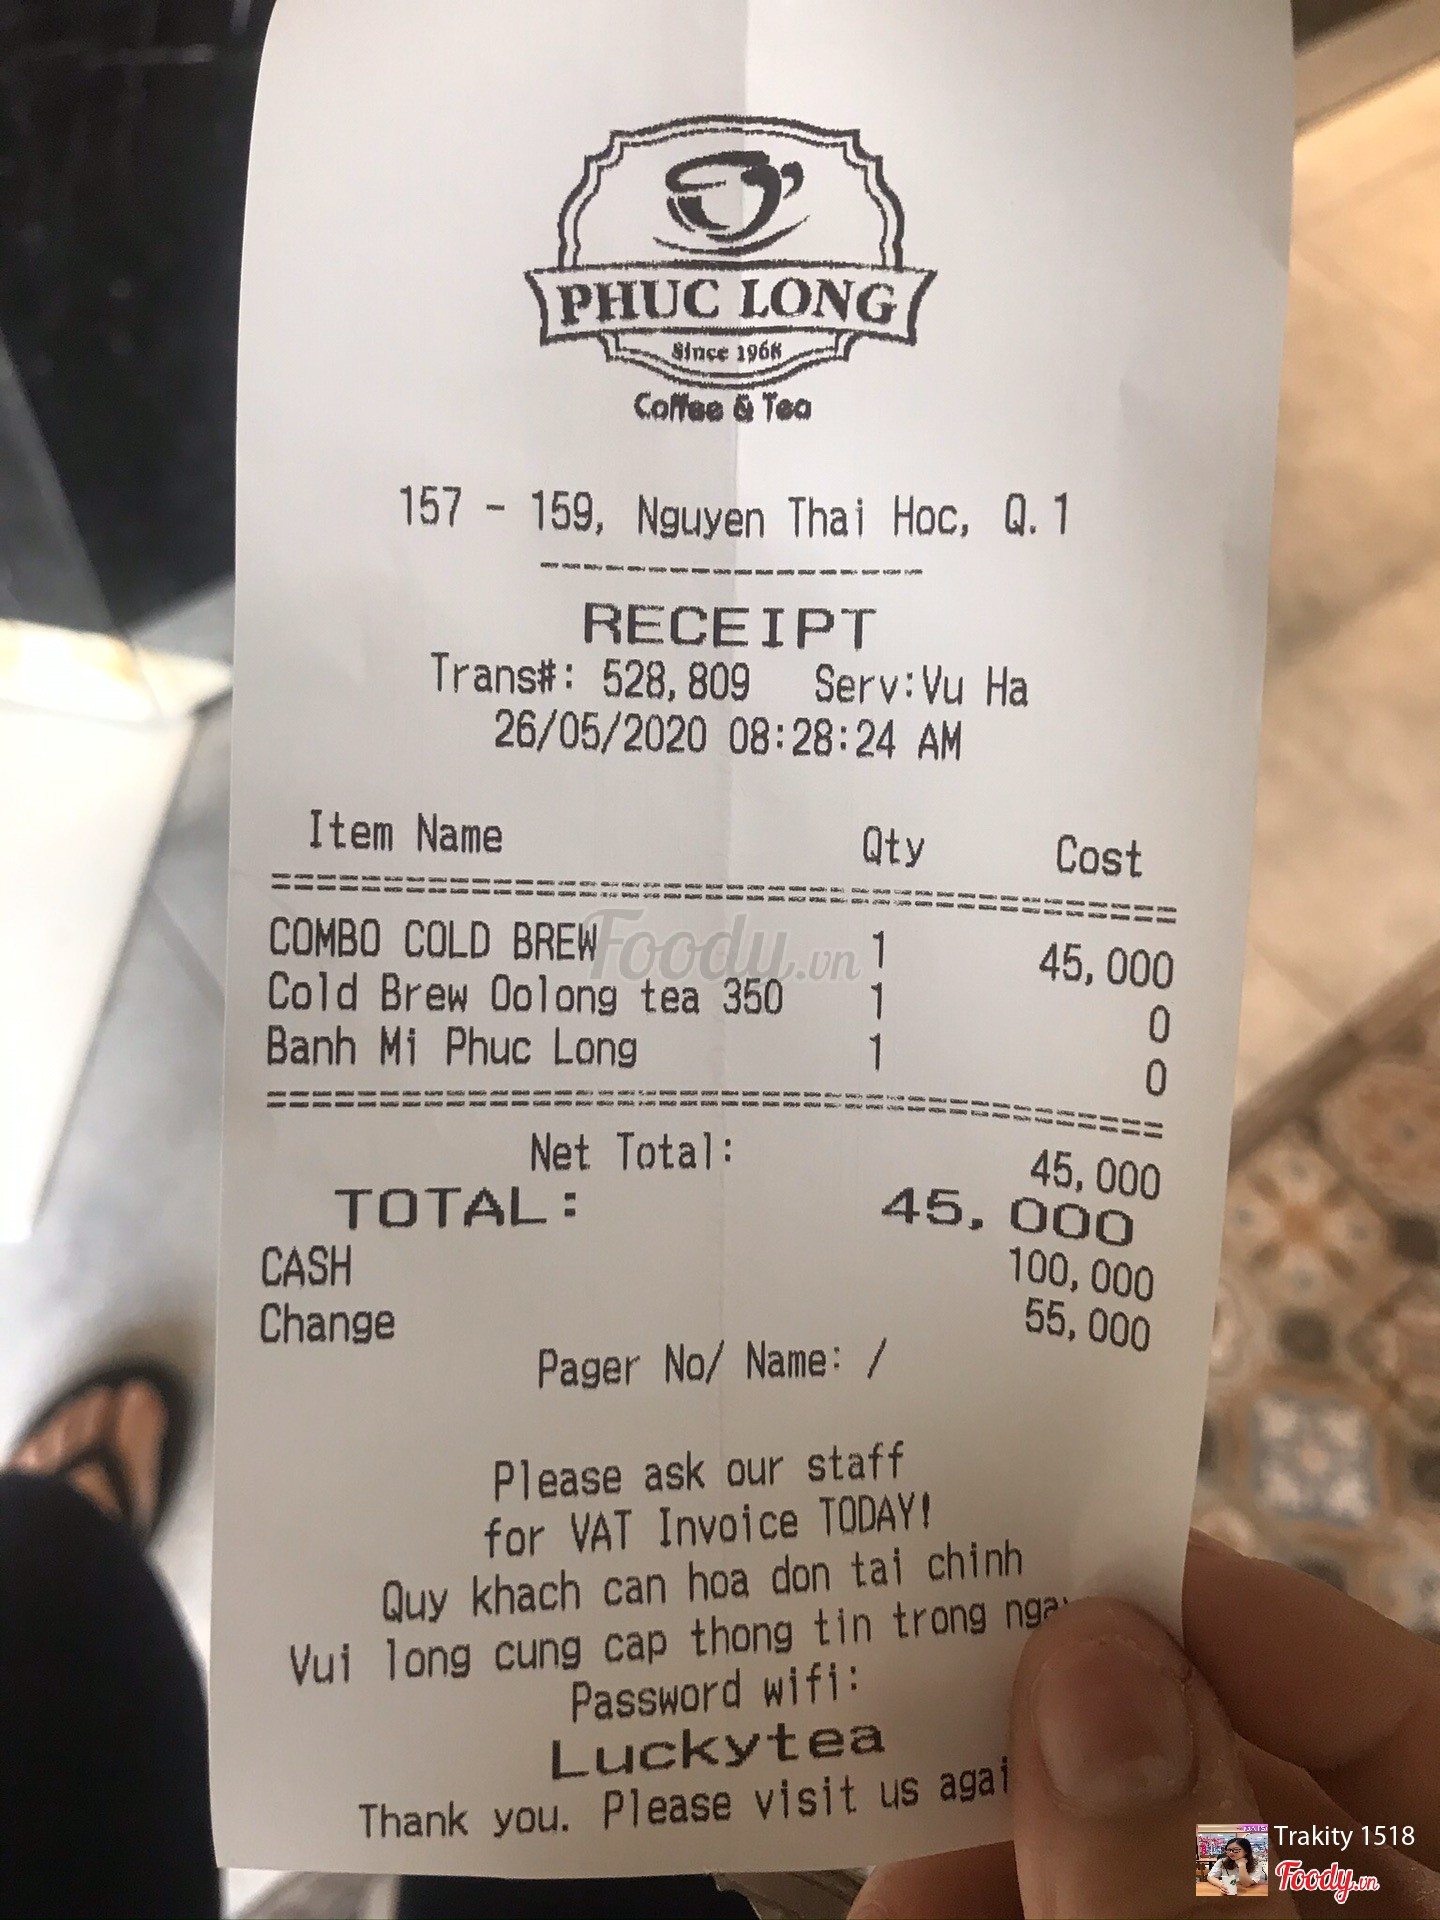 PHUC LONG
Since 1968
Coffee & Tea
157 - 159, Nguyen Thai Hoc, Q.1
RECEIPT
Trans#: 528,809 Serv:Vu Ha
26/05/2020 08:28:24 AM
Item Name Qty Cost
COMBO COLD BREW 1 45,000
Cold Brew Oolong tea 350 1 0
Banh Mi Phuc Long 1 0
Net Total: 45,000
TOTAL: 45,000
CASH 100,000
Change 55,000
Pager No/ Name: /
Please ask our staff
for VAT Invoice TODAY!
Quy khach can hoa don tai chinh
Vui long cung cap thong tin trong
Password wifi:
Luckytea
Thank you. Please visit us
Foody.vn
Trakity 1518
Foody.vn